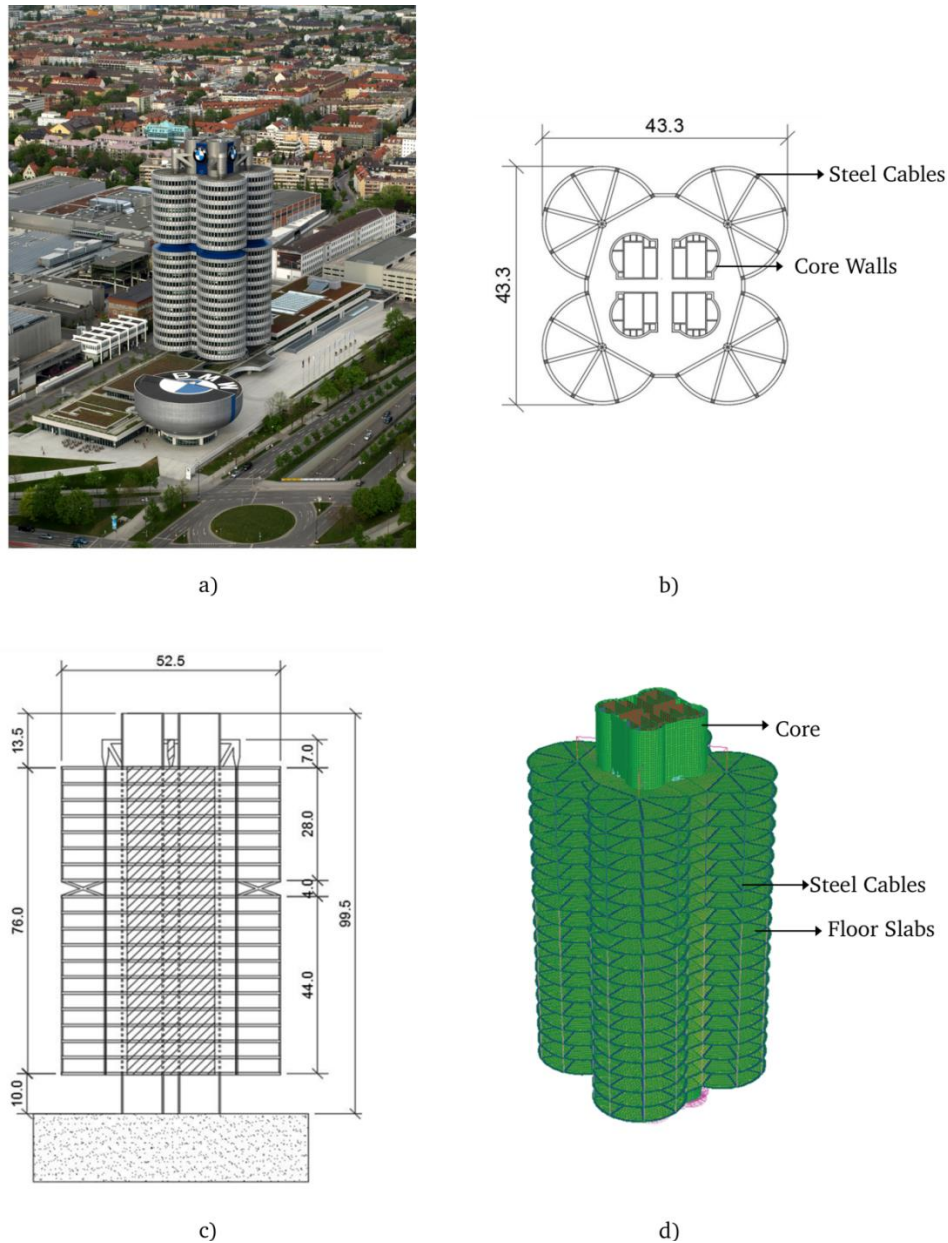 BMW
a)
43.3
43.3
Steel Cables
Core Walls
b)
52.5
13.5
7.0
28.0
4.0
76.0
99.5
44.0
10.0
c)
Core
Steel Cables
Floor Slabs
d)